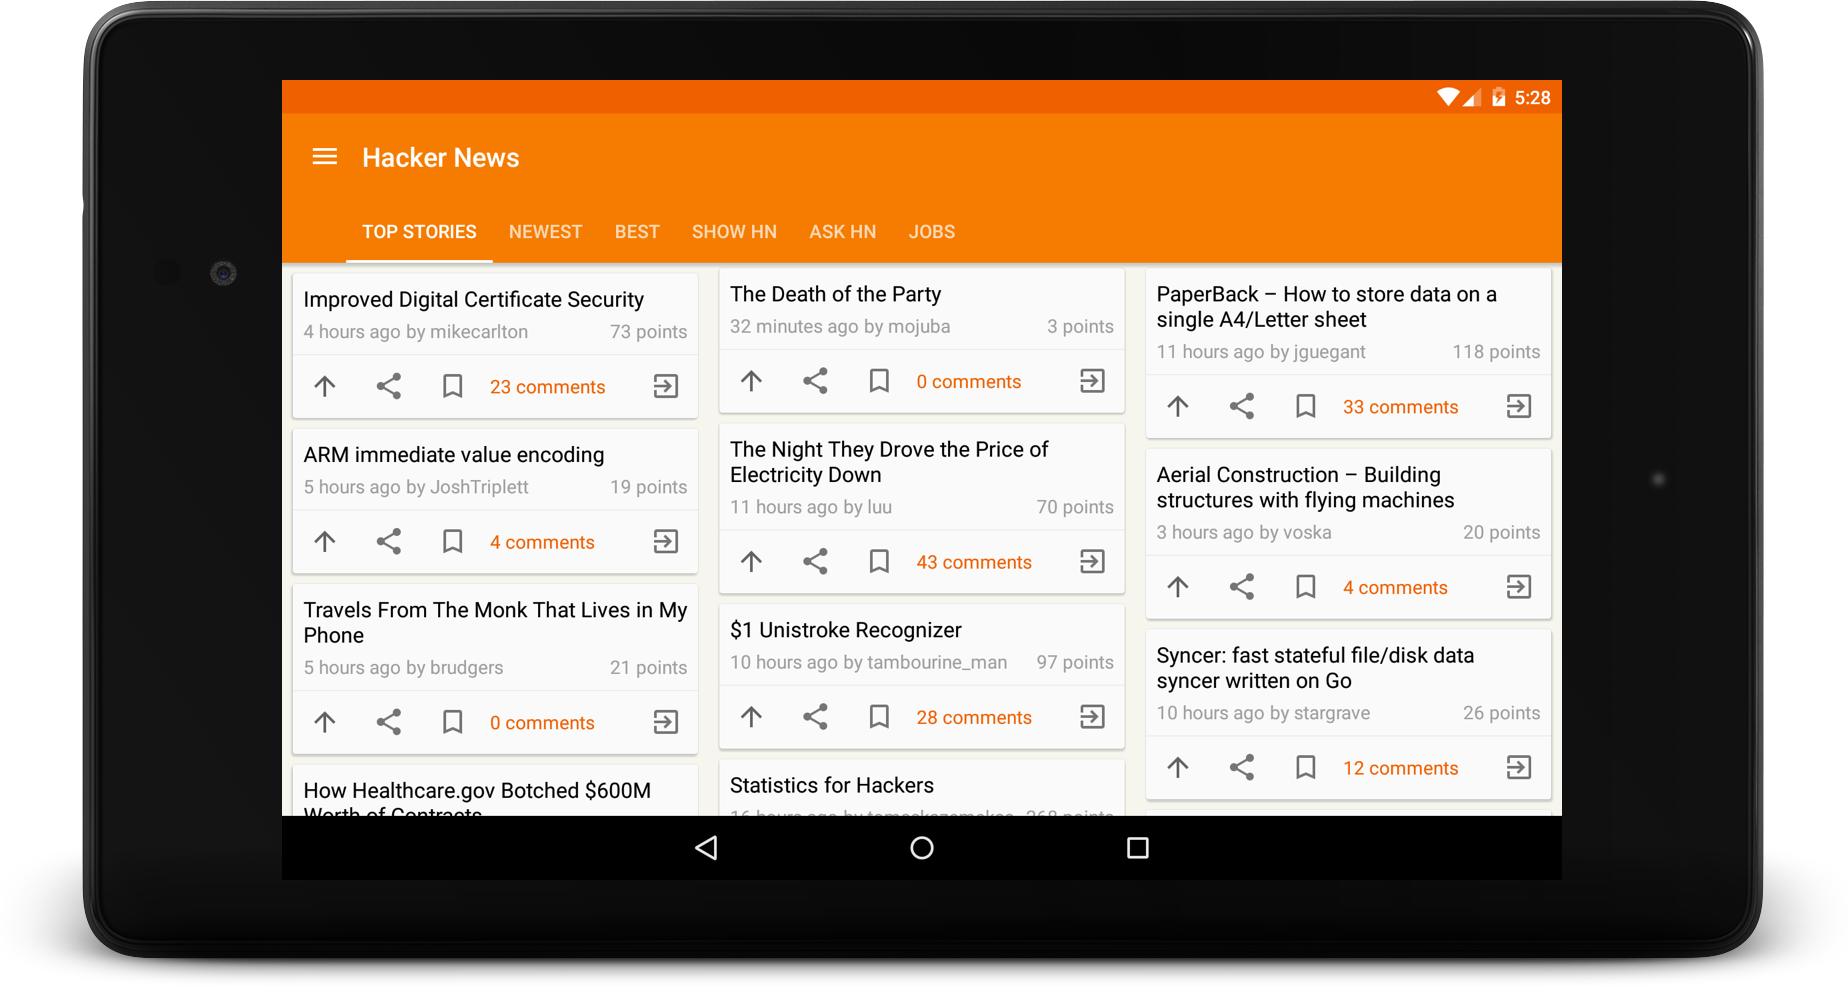 5:28
Hacker News
TOP STORIES NEWEST BEST SHOW HN ASK HN JOBS
Improved Digital Certificate Security
4 hours ago by mikecarlton 73 points
23 comments
ARM immediate value encoding
5 hours ago by JoshTriplett 19 points
4 comments
Travels From The Monk That Lives in My
Phone
5 hours ago by brudgers 21 points
0 comments
How Healthcare.gov Botched $600M
Worth of Contracts
The Death of the Party
32 minutes ago by mojuba 3 points
0 comments
The Night They Drove the Price of
Electricity Down
11 hours ago by luu 70 points
43 comments
$1 Unistroke Recognizer
10 hours ago by tambourine_man 97 points
28 comments
Statistics for Hackers
16 hours ago by 268 points
PaperBack – How to store data on a
single A4/Letter sheet
11 hours ago by jguegant 118 points
33 comments
Aerial Construction – Building
structures with flying machines
3 hours ago by voska 20 points
4 comments
Syncer: fast stateful file/disk data
syncer written on Go
10 hours ago by stargrave 26 points
12 comments